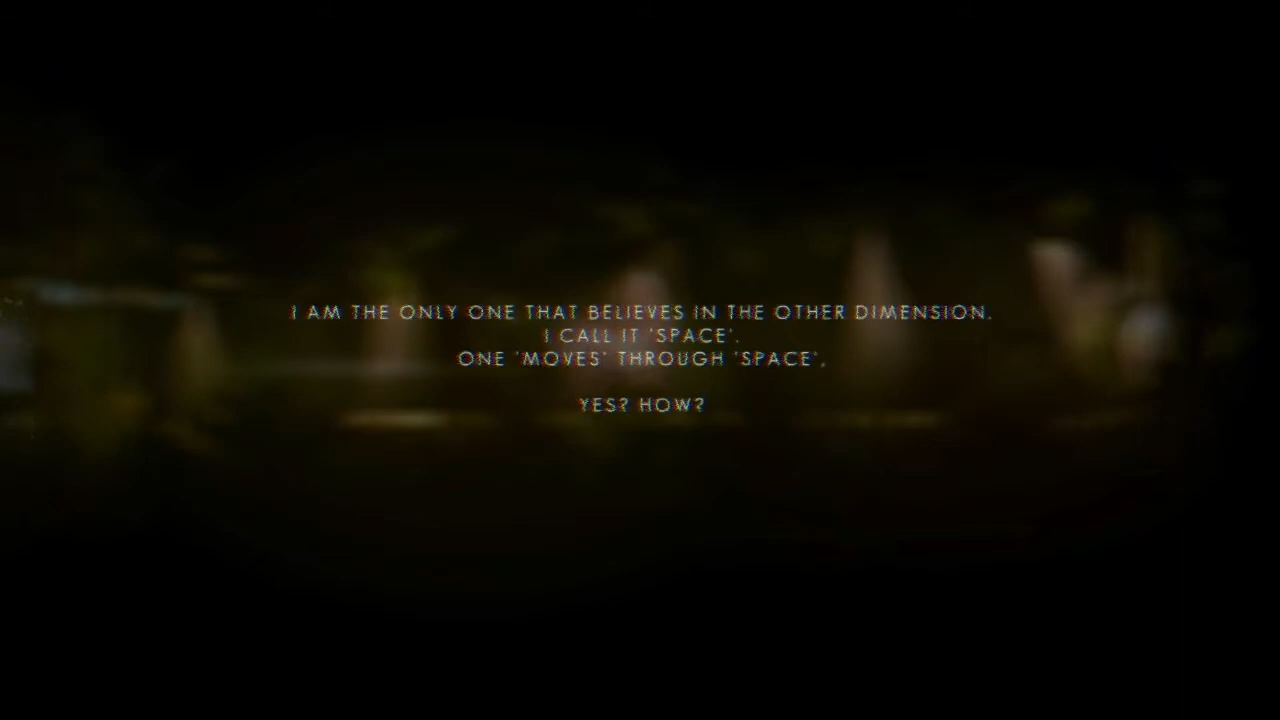 I AM THE ONLY ONE THAT BELIEVES IN THE OTHER DIMENSION.
I CALL IT 'SPACE'.
ONE 'MOVES' THROUGH 'SPACE',
YES? HOW?